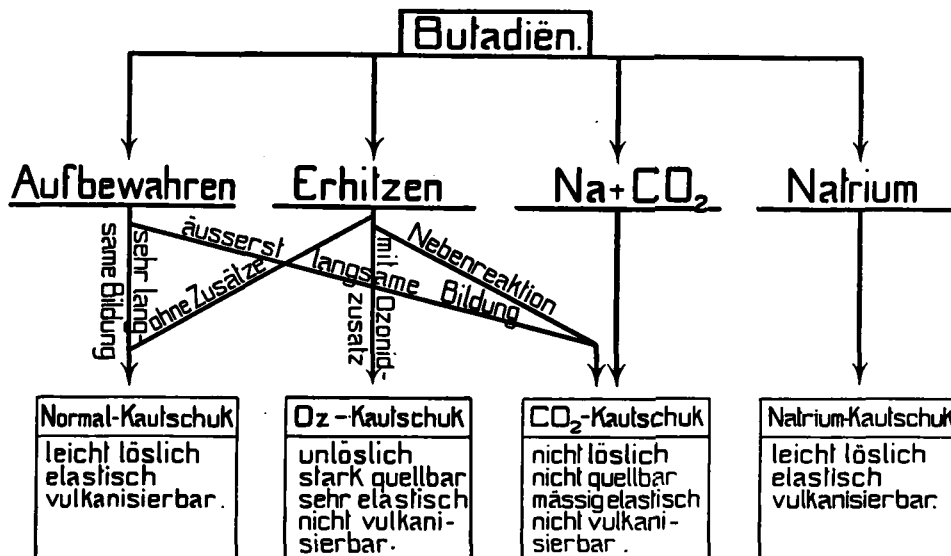 Butadiën.
Aufbewahren
Erhitzen
Na+CO₂
Natrium
sehr lang-
same Bildung
äusserst langsame Bildung
ohne Zusätze
mit Ozonid-
zusatz
Nebenreaktion
Normal-Kautschuk
leicht löslich
elastisch
vulkanisierbar.
Oz-Kautschuk
unlöslich
stark quellbar
sehr elastisch
nicht vulkani-
sierbar.
CO₂-Kautschuk
nicht löslich
nicht quellbar
mässig elastisch
nicht vulkani-
sierbar.
Natrium-Kautschuk
leicht löslich
elastisch
vulkanisierbar.